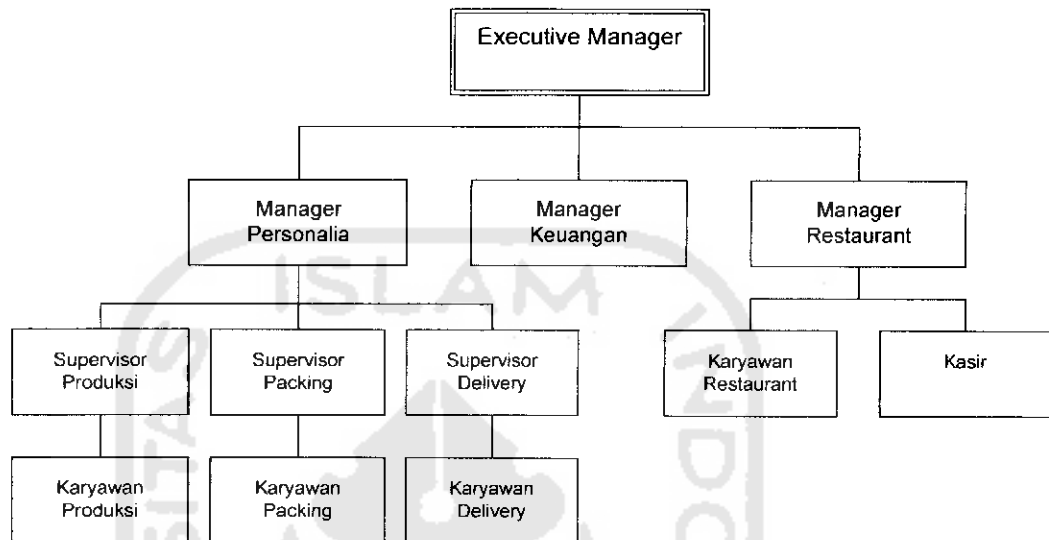 Executive Manager
Manager
Personalia
Manager
Keuangan
Manager
Restaurant
ISLAM
Supervisor
Produksi
Supervisor
Packing
Supervisor
Delivery
Karyawan
Restaurant
Kasir
Karyawan
Produksi
Karyawan
Packing
Karyawan
Delivery